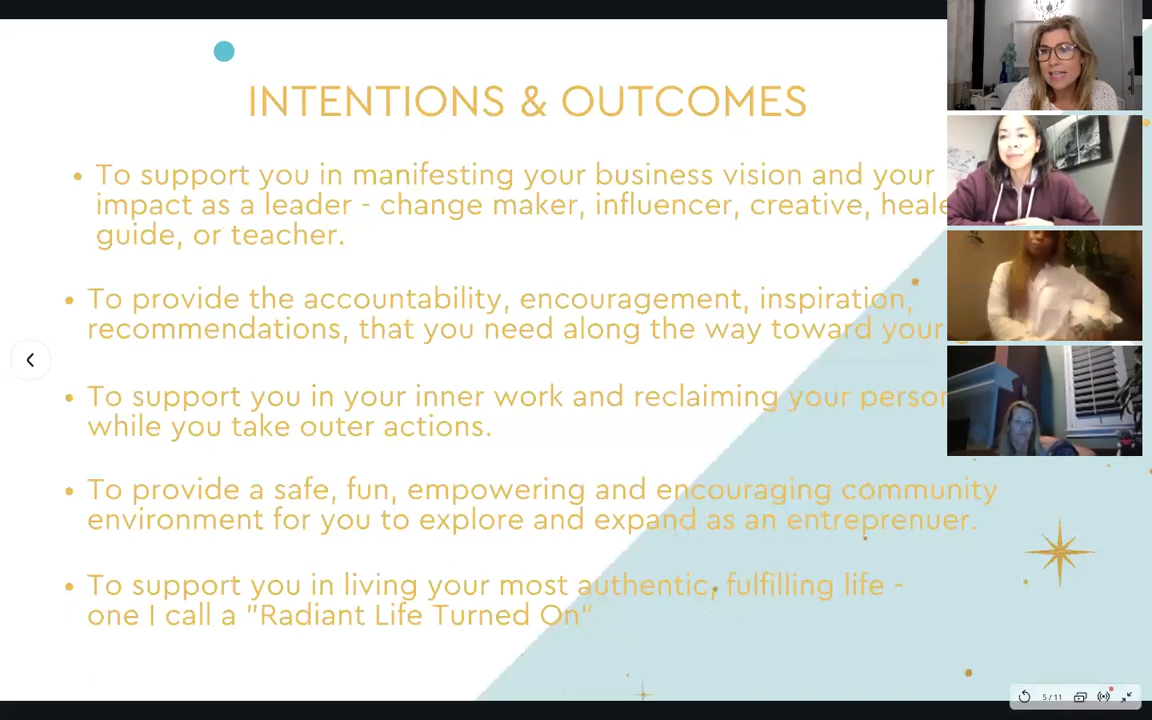 INTENTIONS & OUTCOMES
• To support you in manifesting your business vision and your
impact as a leader - change maker, influencer, creative,
guide, or teacher.
• To provide the accountability, encouragement, inspiration,
recommendations, that you need along the way toward your
• To support you in your inner work and reclaiming your
while you take outer actions.
• To provide a safe, fun, empowering and encouraging community
environment for you to explore and expand as an entreprenuer.
• To support you in living your most authentic, fulfilling life -
one I call a "Radiant Life Turned On".
5/11